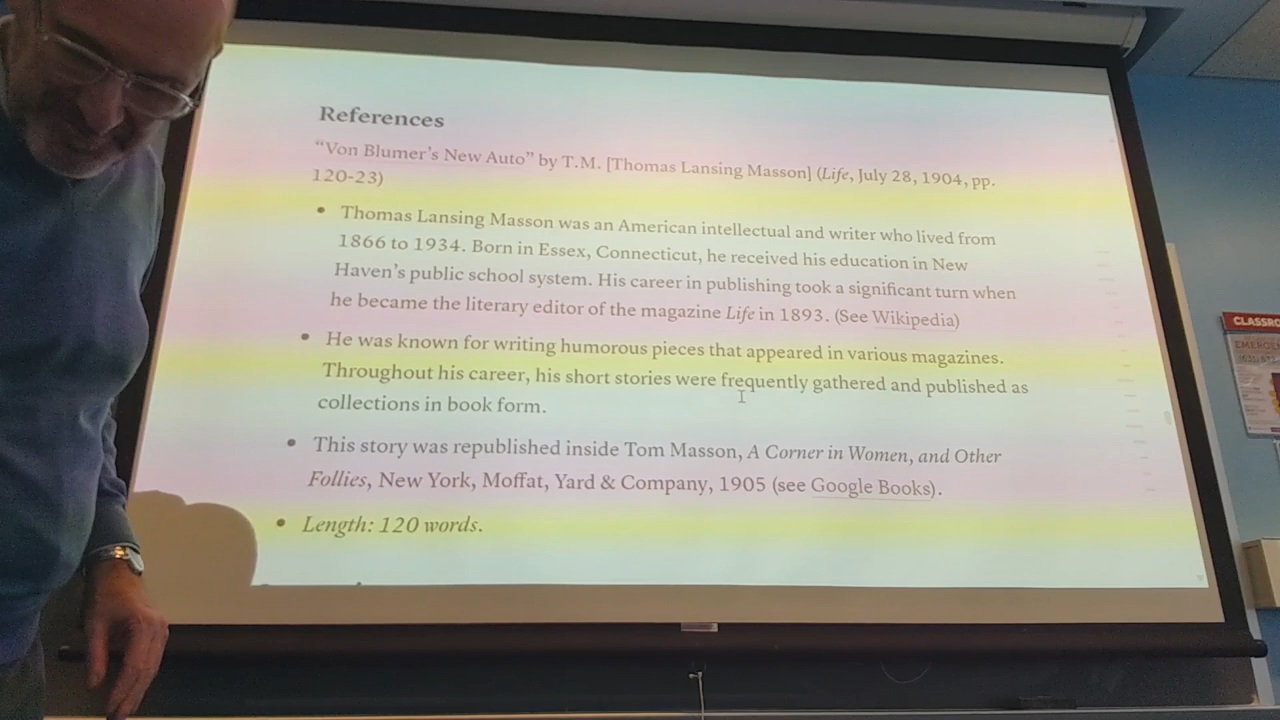 References
“Von Blumer’s New Auto” by T.M. [Thomas Lansing Masson] (Life, July 28, 1904, pp.
120-23)
• Thomas Lansing Masson was an American intellectual and writer who lived from
1866 to 1934. Born in Essex, Connecticut, he received his education in New
Haven’s public school system. His career in publishing took a significant turn when
he became the literary editor of the magazine Life in 1893. (See Wikipedia)
• He was known for writing humorous pieces that appeared in various magazines.
Throughout his career, his short stories were frequently gathered and published as
collections in book form.
• This story was republished inside Tom Masson, A Corner in Women, and Other
Follies, New York, Moffat, Yard & Company, 1905 (see Google Books).
• Length: 120 words.
CLASSRO
EMERGE